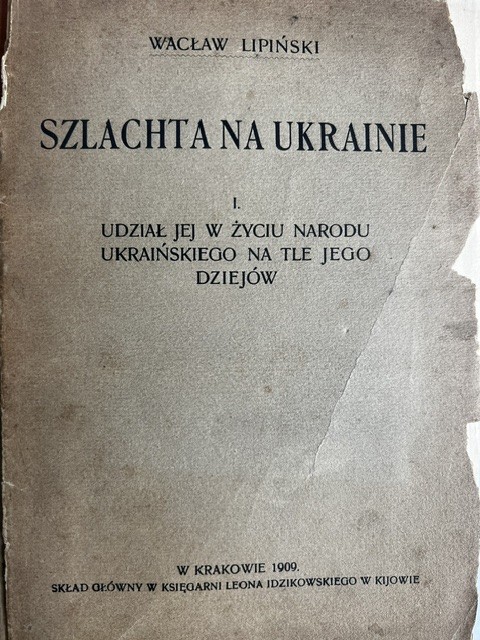 WACŁAW LIPIŃSKI
SZLACHTA NA UKRAINIE
I.
UDZIAŁ JEJ W ŻYCIU NARODU
UKRAIŃSKIEGO NA TLE JEGO
DZIEJÓW
W KRAKOWIE 1909.
SKŁAD GŁÓWNY W KSIĘGARNI LEONA IDZIKOWSKIEGO W KIJOWIE